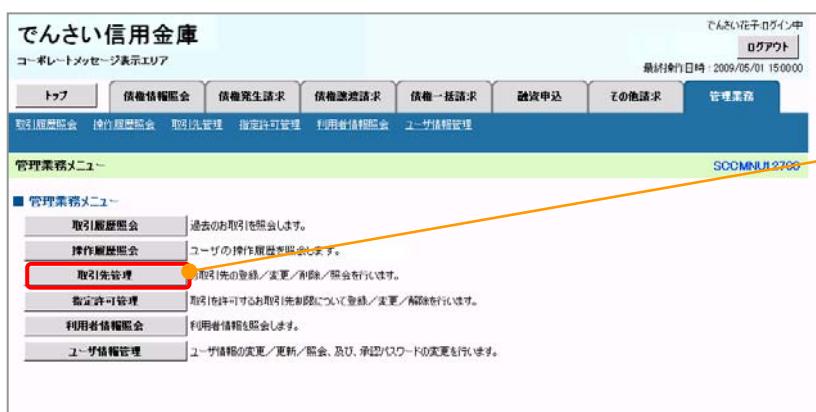 でんさい信用金庫
コーポレートメッセージ表示エリア
でんさい花子ログイン中
ログアウト
最終操作日時:2009/05/01 15:00:00
トップ 債権情報照会 債権発生請求 債権譲渡請求 債権一括請求 融資申込 その他請求 管理業務
取引履歴照会 操作履歴照会 取引先管理 指定許可管理 利用者情報照会 ユーザ情報管理
管理業務メニュー
■ 管理業務メニュー
取引履歴照会 過去のお取引を照会します。
操作履歴照会 ユーザの操作履歴を照会します。
取引先管理 お取引先の登録/変更/削除/照会を行います。
指定許可管理 取引を許可するお取引先制限について登録/変更/解除を行います。
利用者情報照会 利用者情報を照会します。
ユーザ情報管理 ユーザ情報の変更/更新/照会、及び、承認パスワードの変更を行います。